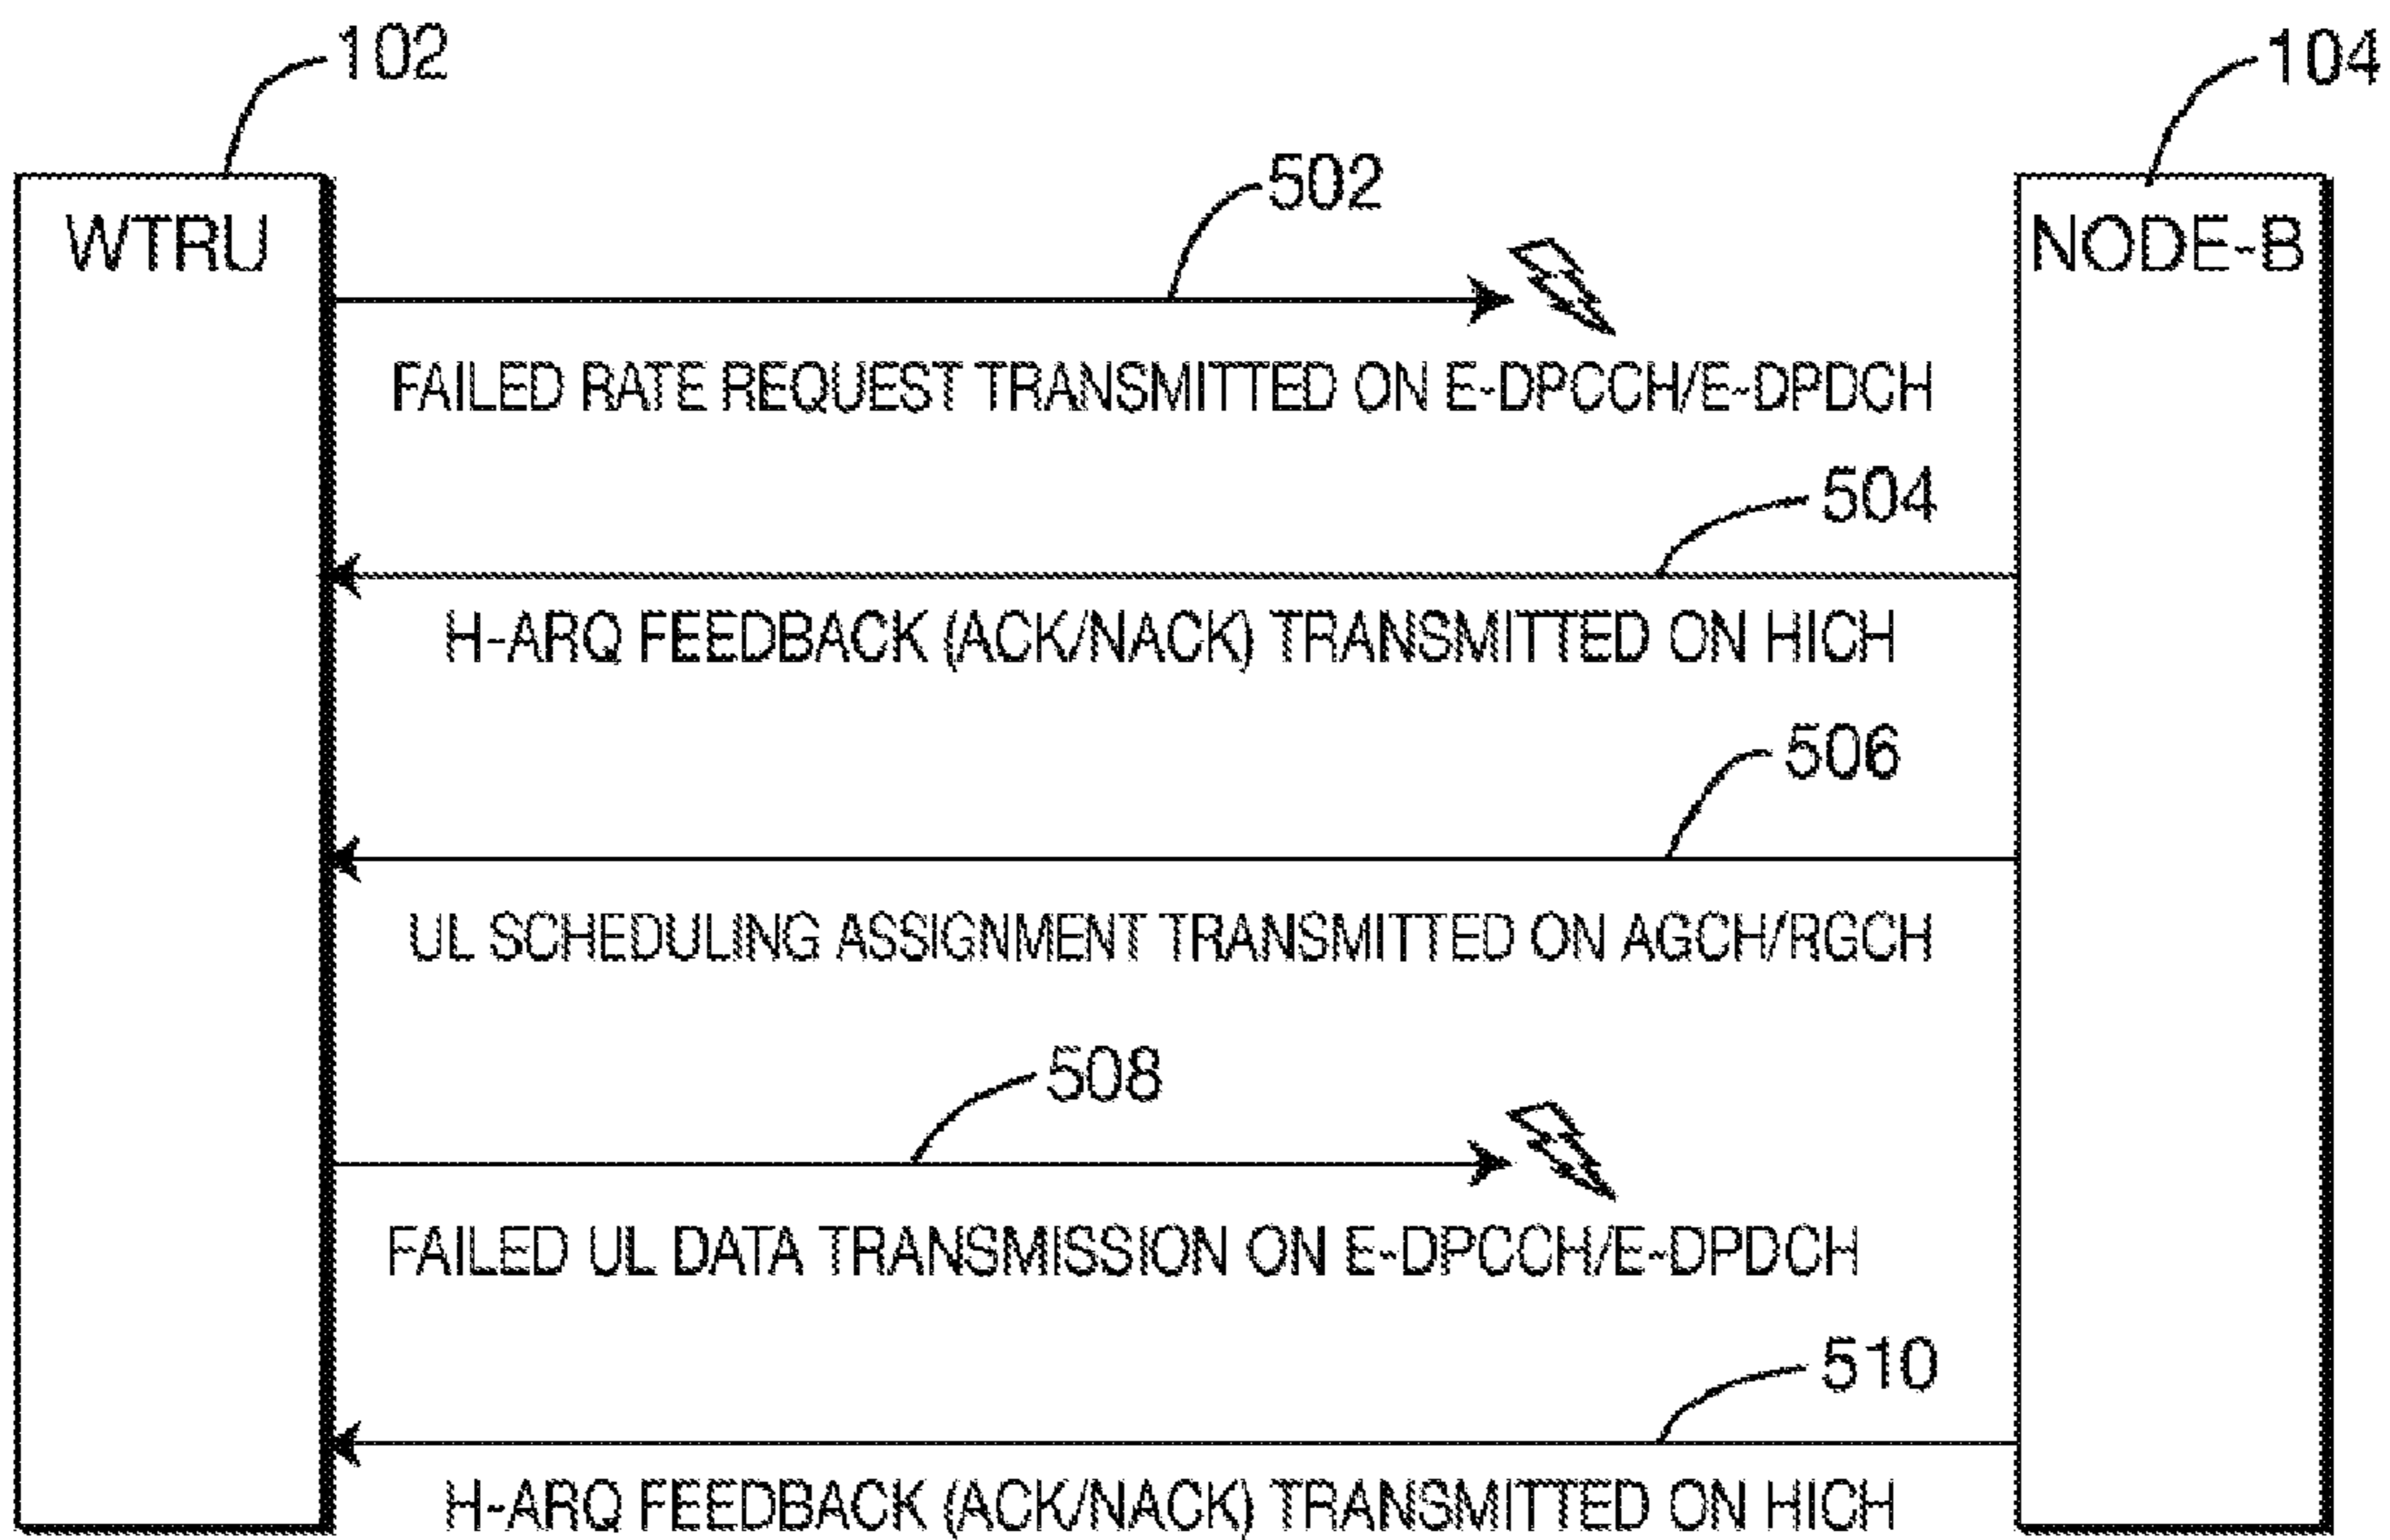 102
104
502
WTRU
NODE-B
FAILED RATE REQUEST TRANSMITTED ON E-DPCCH/E-DPDCH
504
H-ARQ FEEDBACK (ACK/NACK) TRANSMITTED ON HICH
506
UL SCHEDULING ASSIGNMENT TRANSMITTED ON AGCH/RGCH
508
FAILED UL DATA TRANSMISSION ON E-DPCCH/E-DPDCH
510
H-ARQ FEEDBACK (ACK/NACK) TRANSMITTED ON HICH